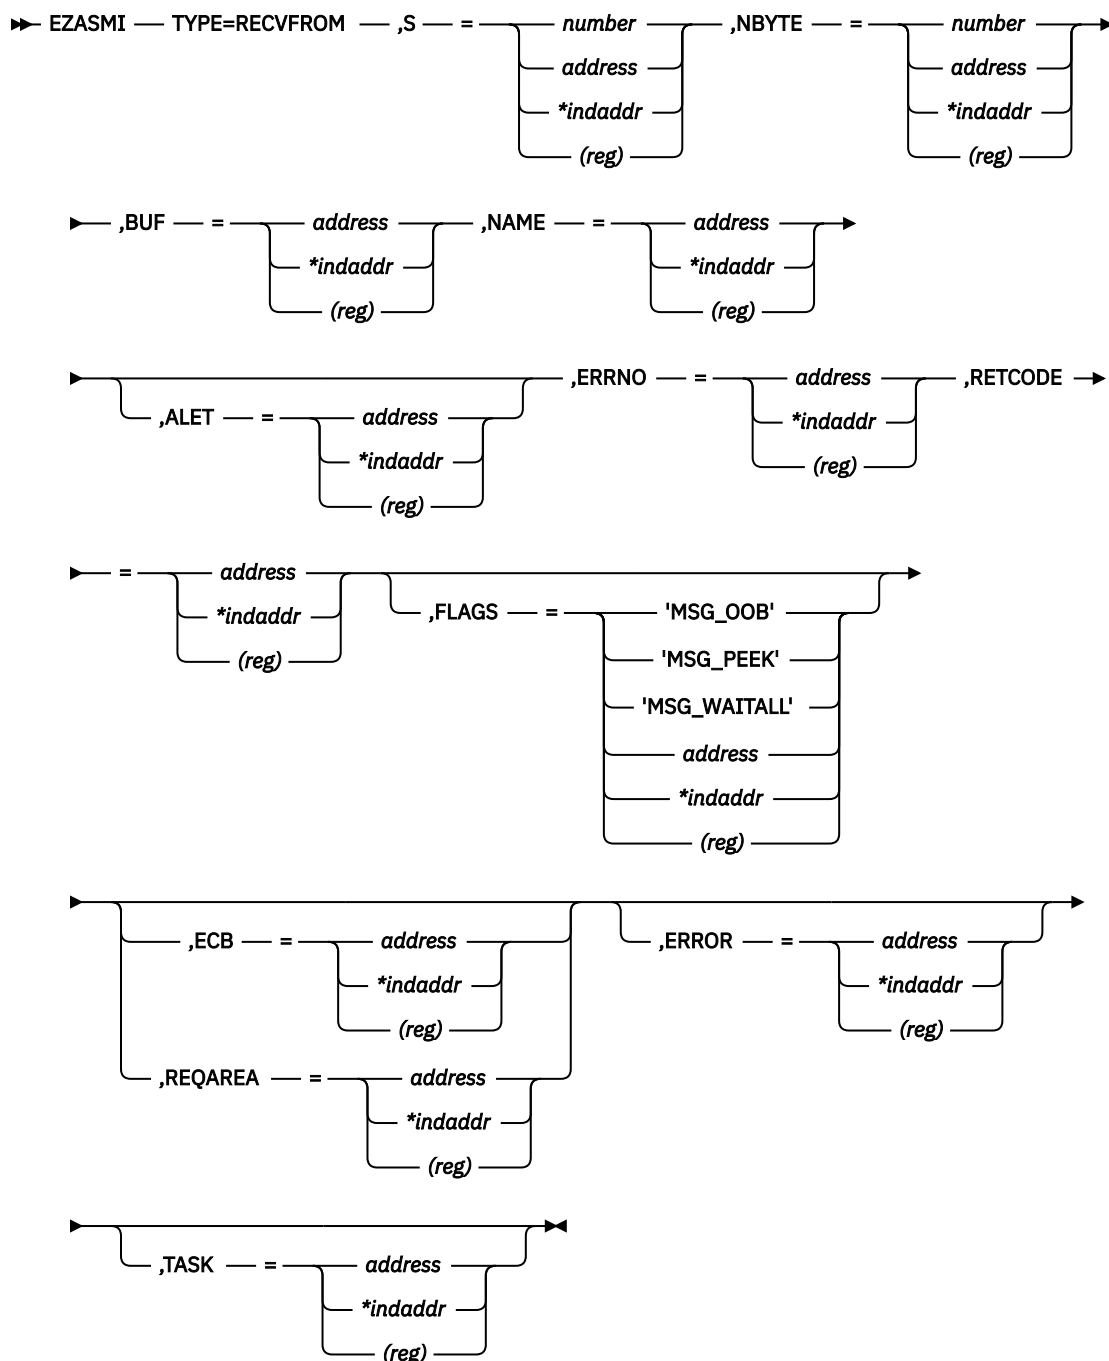 EZASMI TYPE=RECVFROM ,S = number ,NBYTE = number
address address
*indaddr *indaddr
(reg) (reg)
,BUF = address ,NAME = address
*indaddr *indaddr
(reg) (reg)
,ERRNO = address ,RETCODE
,ALET = address *indaddr
*indaddr (reg)
(reg)
= address
*indaddr ,FLAGS = 'MSG_OOB'
(reg) 'MSG_PEEK'
'MSG_WAITALL'
address
*indaddr
(reg)
,ECB = address ,ERROR = address
*indaddr *indaddr
(reg) (reg)
,REQAREA = address
*indaddr
(reg)
,TASK = address
*indaddr
(reg)